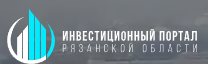 ИНВЕСТИЦИОННЫЙ ПОРТАЛ
РЯЗАНСКОЙ ОБЛАСТИ